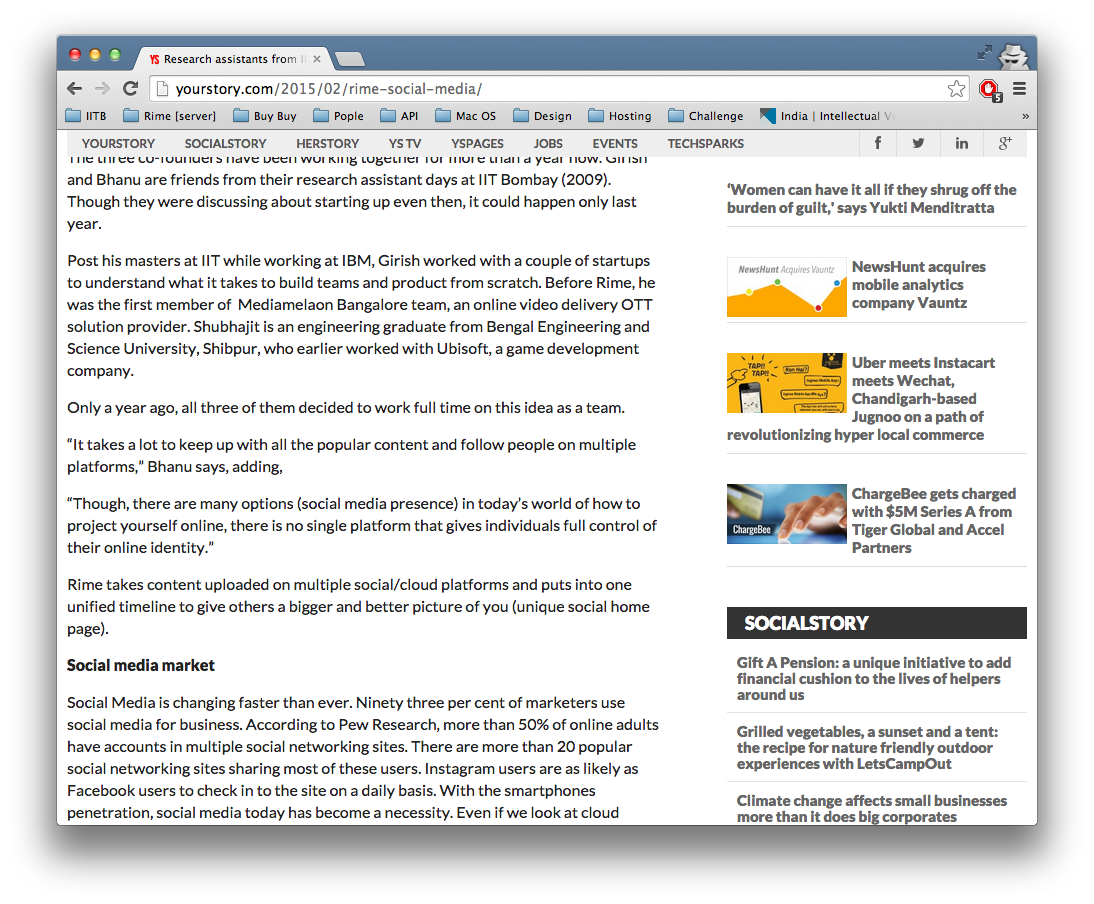 YS Research assistants from I
yourstory.com/2015/02/rime-social-media/
5
IITB
Rime [server]
Buy Buy
Pople
API
Mac OS
Design
Hosting
Challenge
India | Intellectual
»
YOURSTORY
SOCIALSTORY
HERSTORY
YS TV
YSPAGES
JOBS
EVENTS
TECHSPARKS
The three co-founders have been working together for more than a year now. Girish
and Bhanu are friends from their research assistant days at IIT Bombay (2009).
Though they were discussing about starting up even then, it could happen only last
year.
Post his masters at IIT while working at IBM, Girish worked with a couple of startups
to understand what it takes to build teams and product from scratch. Before Rime, he
was the first member of Mediamelaon Bangalore team, an online video delivery OTT
solution provider. Shubhajit is an engineering graduate from Bengal Engineering and
Science University, Shibpur, who earlier worked with Ubisoft, a game development
company.
Only a year ago, all three of them decided to work full time on this idea as a team.
“It takes a lot to keep up with all the popular content and follow people on multiple
platforms,” Bhanu says, adding,
“Though, there are many options (social media presence) in today’s world of how to
project yourself online, there is no single platform that gives individuals full control of
their online identity.”
Rime takes content uploaded on multiple social/cloud platforms and puts into one
unified timeline to give others a bigger and better picture of you (unique social home
page).
Social media market
Social Media is changing faster than ever. Ninety three per cent of marketers use
social media for business. According to Pew Research, more than 50% of online adults
have accounts in multiple social networking sites. There are more than 20 popular
social networking sites sharing most of these users. Instagram users are as likely as
Facebook users to check in to the site on a daily basis. With the smartphones
penetration, social media today has become a necessity. Even if we look at cloud
‘Women can have it all if they shrug off the
burden of guilt,' says Yukti Menditratta
NewsHunt Acquires Vauntz
NewsHunt acquires
mobile analytics
company Vauntz
TAP!!
TAP!!
Uber meets Instacart
meets Wechat,
Chandigarh-based
Jugnoo on a path of
revolutionizing hyper local commerce
ChargeBee
ChargeBee gets charged
with $5M Series A from
Tiger Global and Accel
Partners
SOCIALSTORY
Gift A Pension: a unique initiative to add
financial cushion to the lives of helpers
around us
Grilled vegetables, a sunset and a tent:
the recipe for nature friendly outdoor
experiences with LetsCampOut
Climate change affects small businesses
more than it does big corporates